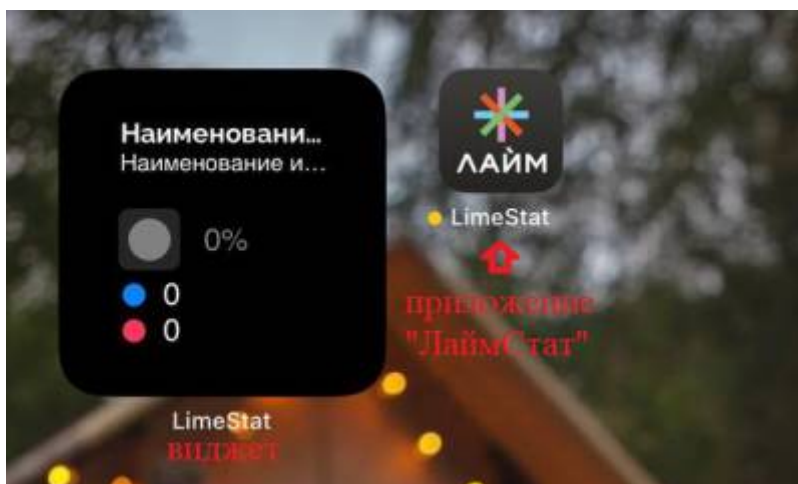 Наименовани...
Наименование и...
0%
0
0
LimeStat
виджет
ЛАЙМ
LimeStat
приложение
"ЛаймСтат"